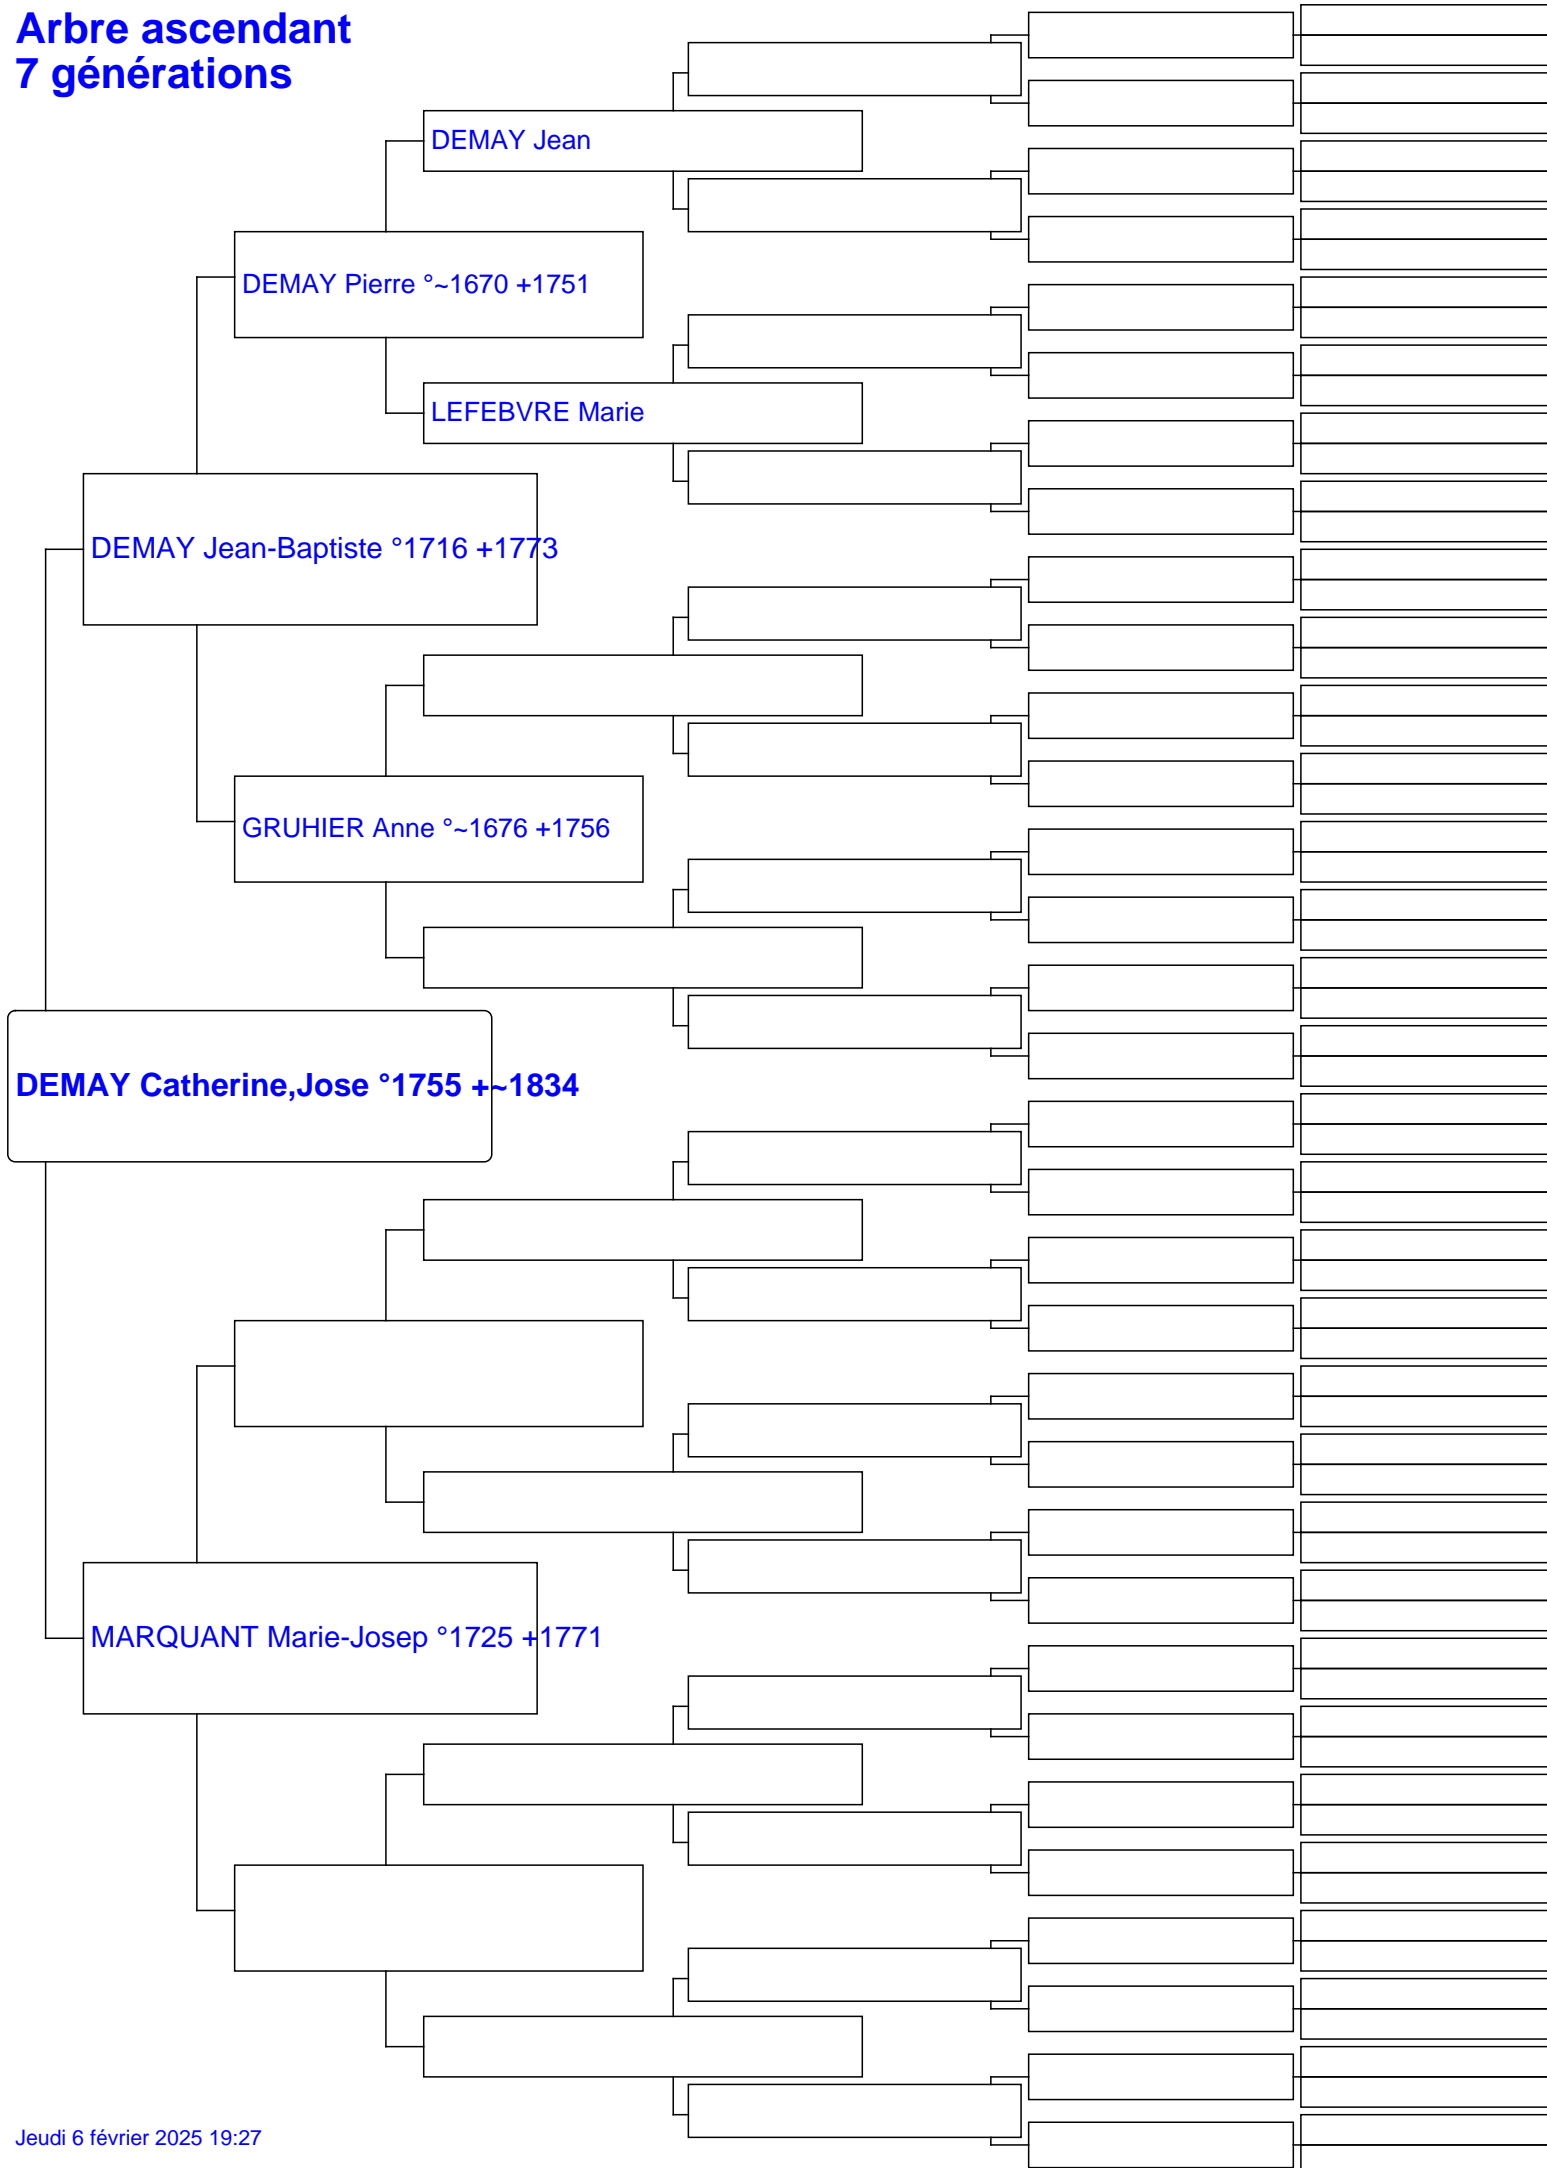 Arbre ascendant
7 générations
DEMAY Jean
DEMAY Pierre °~1670 +1751
LEFEBVRE Marie
DEMAY Jean-Baptiste °1716 +1773
GRUHIER Anne °~1676 +1756
DEMAY Catherine,Jose °1755 +~1834
MARQUANT Marie-Josep °1725 +1771
Jeudi 6 février 2025 19:27